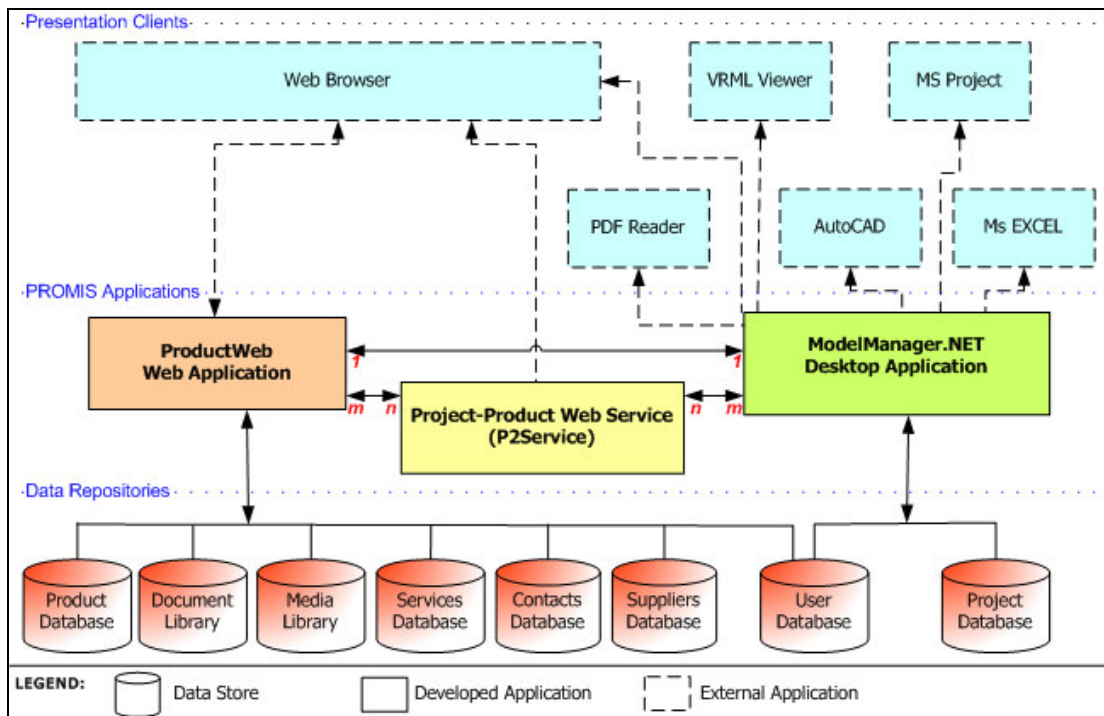 Presentation Clients
Web Browser
VRML Viewer
MS Project
PDF Reader
AutoCAD
Ms EXCEL
PROMIS Applications
ProductWeb
Web Application
ModelManager.NET
Desktop Application
1
1
m
n
n
m
Project-Product Web Service
(P2Service)
Data Repositories
Product
Database
Document
Library
Media
Library
Services
Database
Contacts
Database
Suppliers
Database
User
Database
Project
Database
LEGEND:
Data Store
Developed Application
External Application